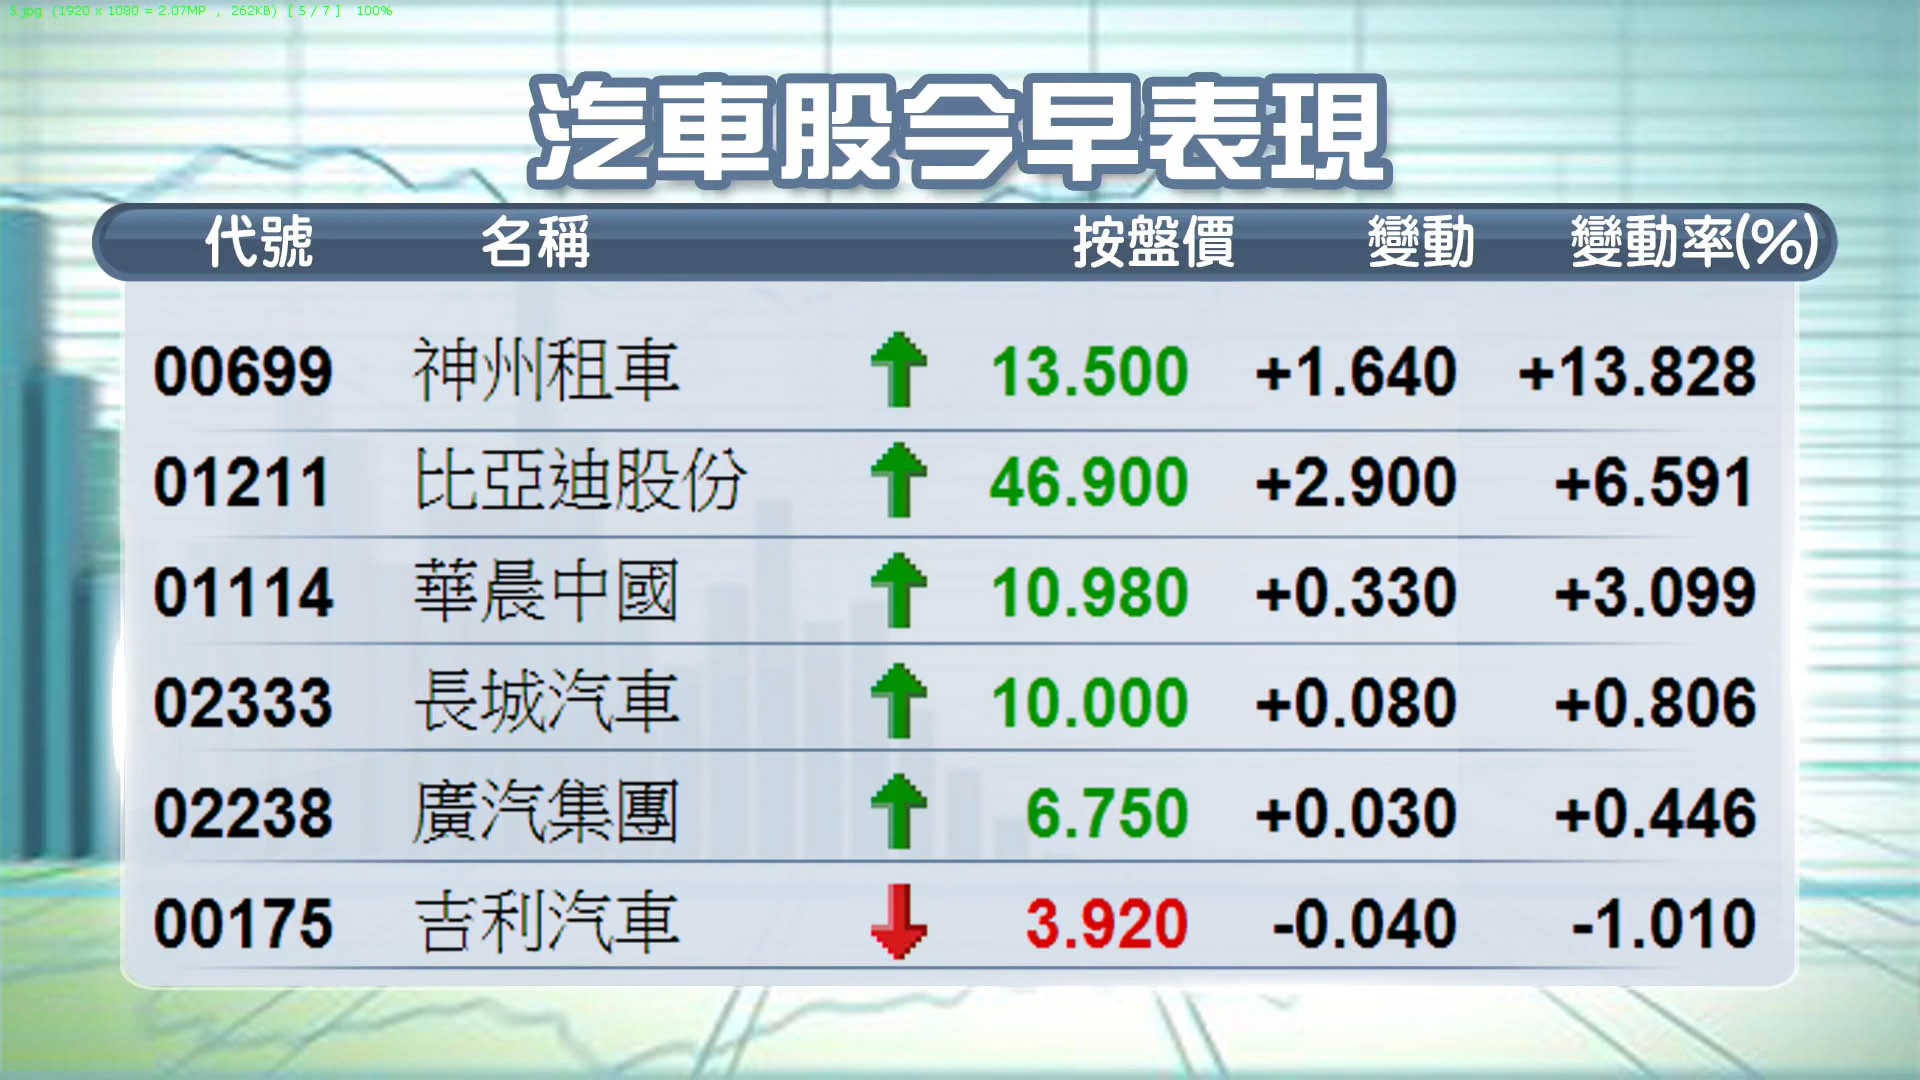 5.jpg (1920 x 1080 = 2.07MP , 262KB) [ 5 / 7 ] 100%
汽車股今早表現
代號 名稱 按盤價 變動 變動率(%)
00699 神州租車 13.500 +1.640 +13.828
01211 比亞迪股份 46.900 +2.900 +6.591
01114 華晨中國 10.980 +0.330 +3.099
02333 長城汽車 10.000 +0.080 +0.806
02238 廣汽集團 6.750 +0.030 +0.446
00175 吉利汽車 3.920 -0.040 -1.010